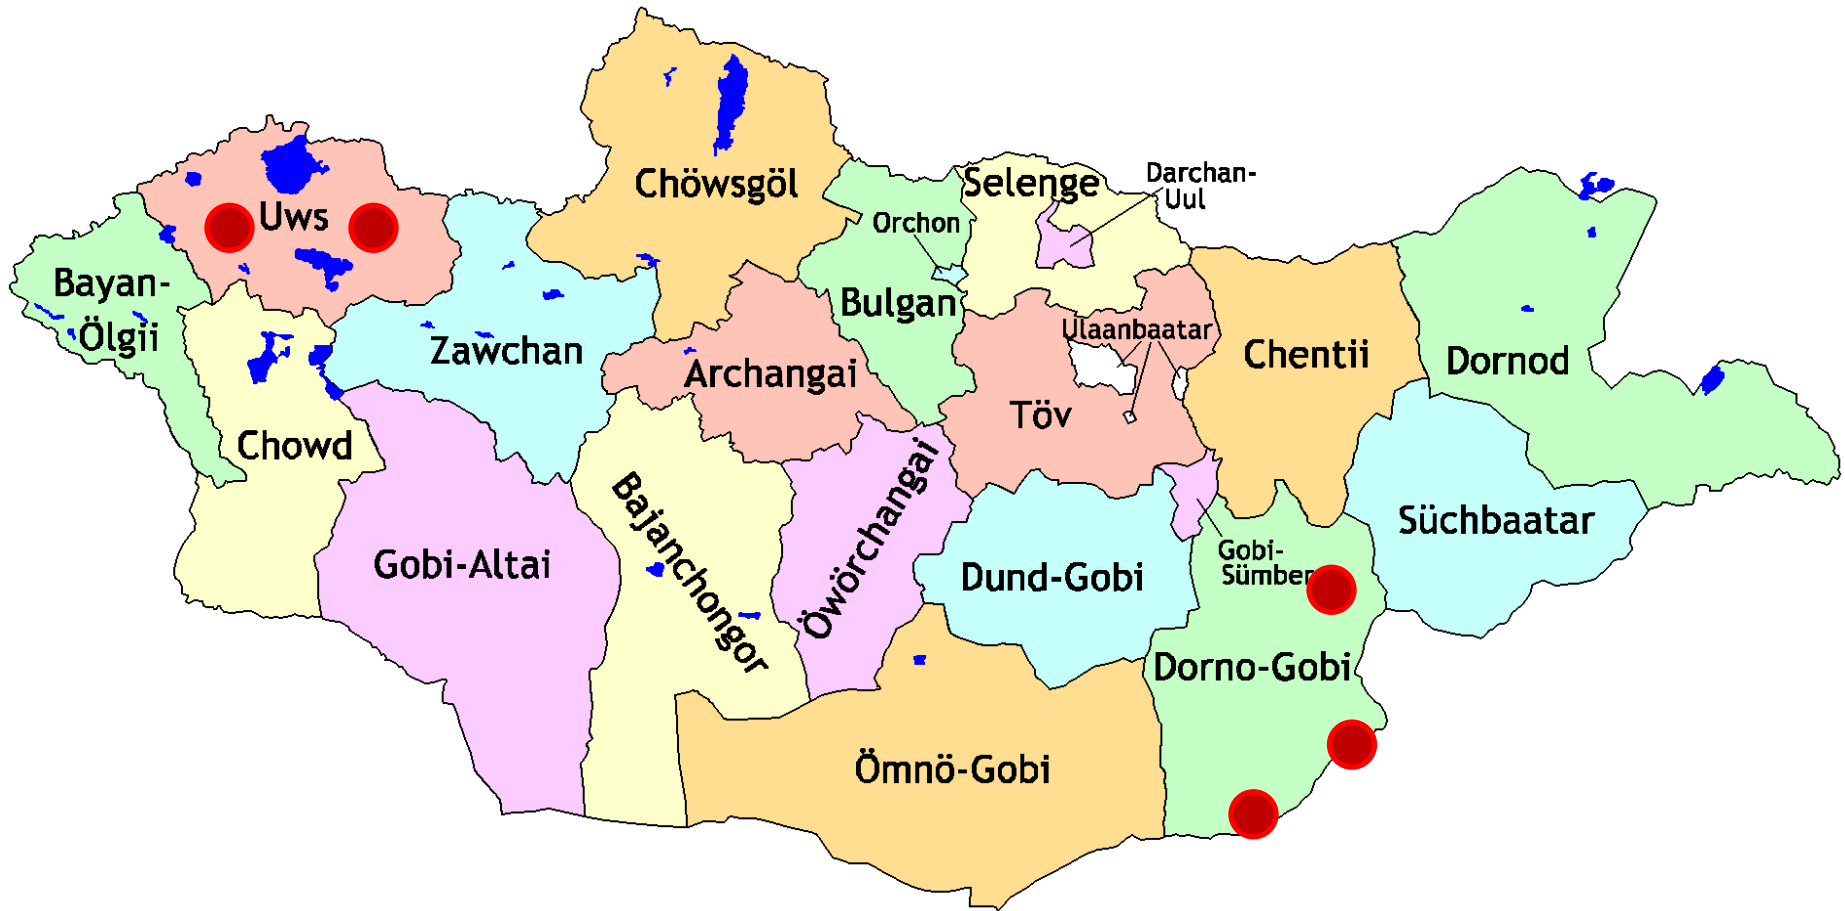 Chöwsgöl
Selenge
Darchan-
Uul
Uws
Orchon
Bayan-
Ölgii
Bulgan
Ulaanbaatar
Zawchan
Chentii
Dornod
Archangai
Töv
Chowd
Bajanchongor
Öwörchangai
Süchbaatar
Gobi-Altai
Dund-Gobi
Gobi-
Sümber
Dorno-Gobi
Ömnö-Gobi